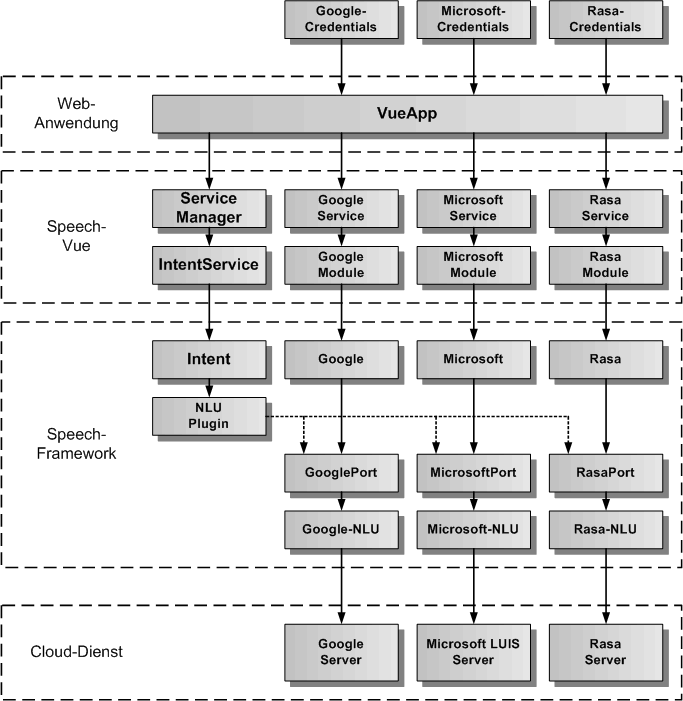 Google-
Credentials
Microsoft-
Credentials
Rasa-
Credentials
Web-
Anwendung
VueApp
Speech-
Vue
Service
Manager
Google
Service
Microsoft
Service
Rasa
Service
IntentService
Google
Module
Microsoft
Module
Rasa
Module
Speech-
Framework
Intent
Google
Microsoft
Rasa
NLU
Plugin
GooglePort
MicrosoftPort
RasaPort
Google-NLU
Microsoft-NLU
Rasa-NLU
Cloud-Dienst
Google
Server
Microsoft LUIS
Server
Rasa
Server